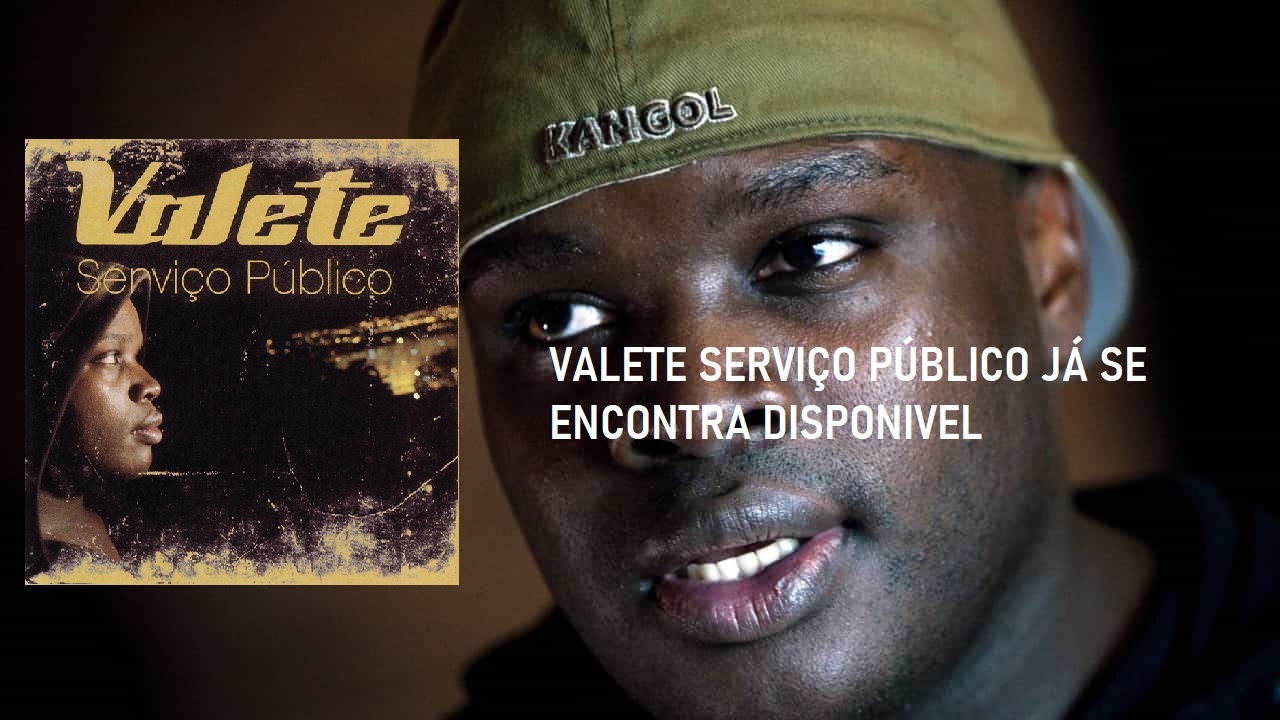 KANGOL
Valete
Serviço Público
VALETE SERVIÇO PÚBLICO JÁ SE
ENCONTRA DISPONIVEL